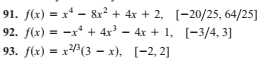 91. f(x) = x⁴ − 8x² + 4x + 2, [−20/25, 64/25]
92. f(x) = −x⁴ + 4x³ − 4x + 1, [−3/4, 3]
93. f(x) = x^(2/3)(3 − x), [−2, 2]